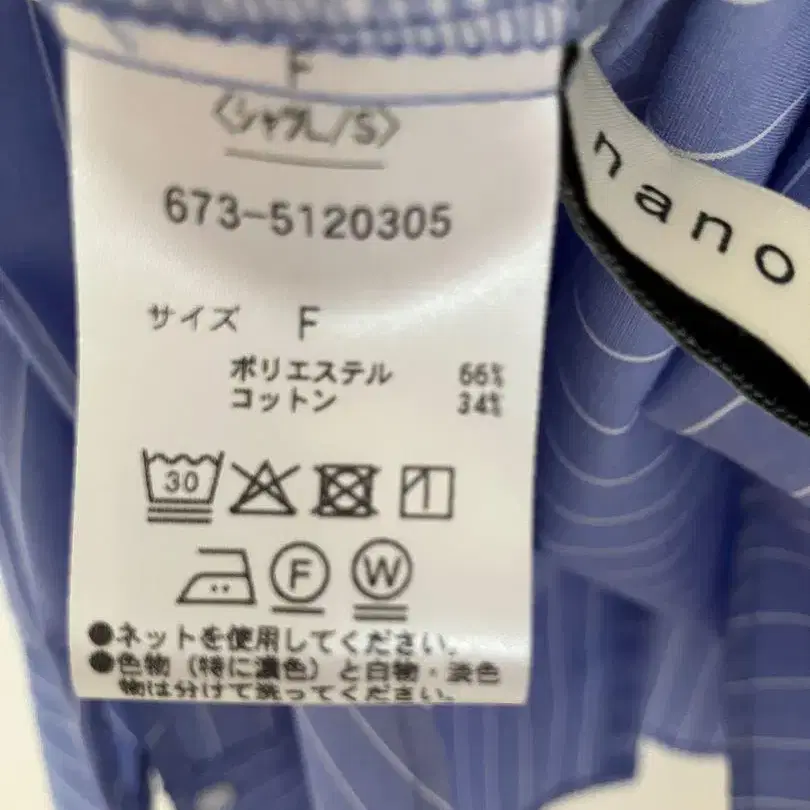 F
〈シャツL/S〉
673-5120305
サイズ F
ポリエステル 66%
コットン 34%
30
F W
●ネットを使用してください。
●色物（特に濃色）と白物・淡色
物は分けて洗ってください。
nano